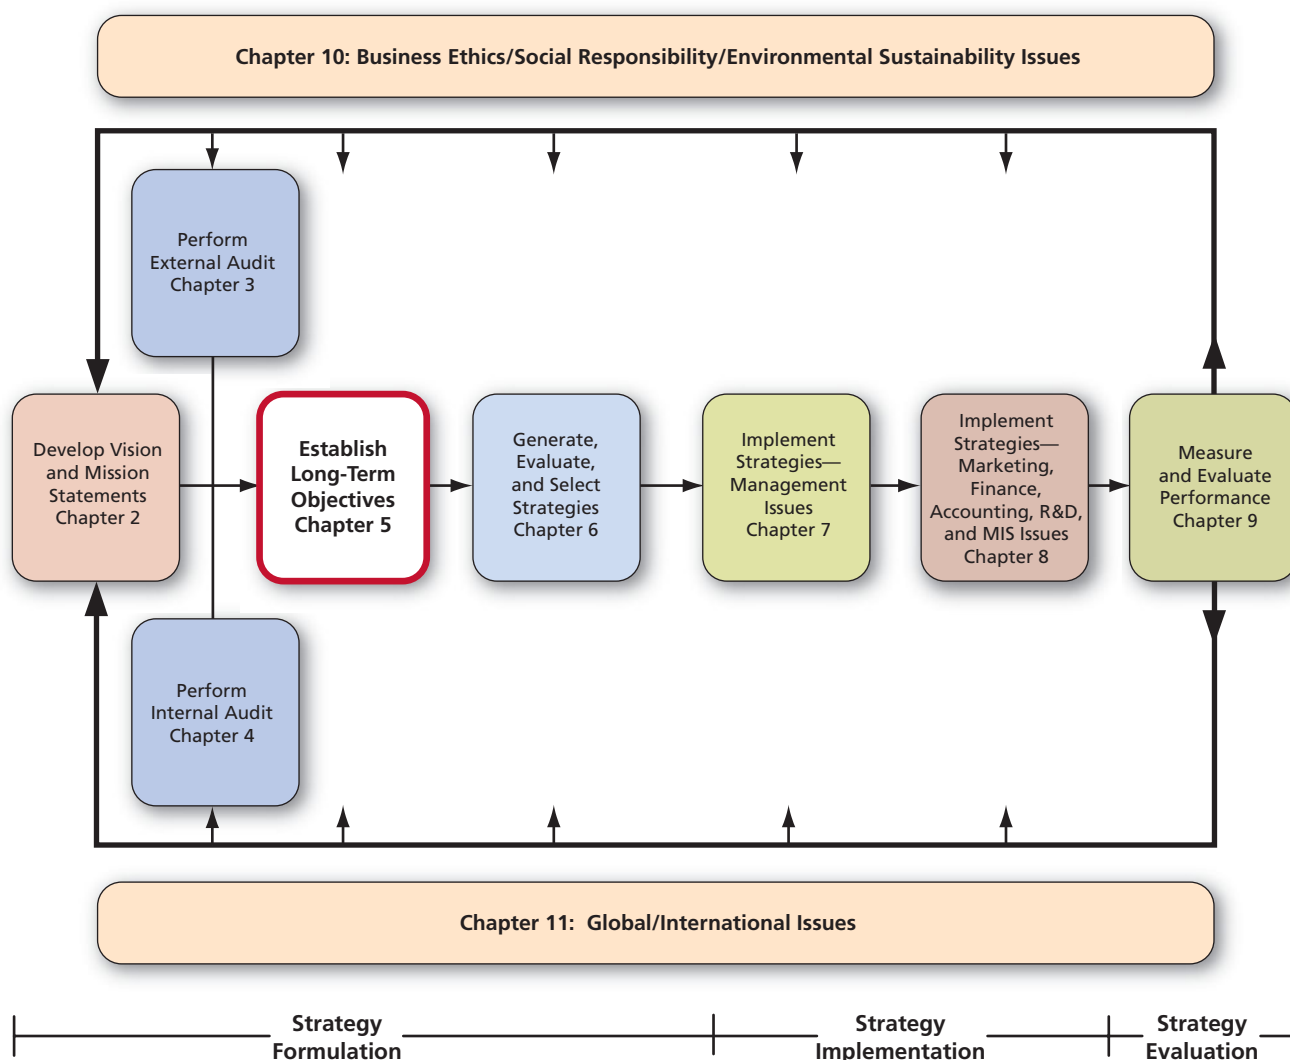 Chapter 10: Business Ethics/Social Responsibility/Environmental Sustainability Issues
Perform
External Audit
Chapter 3
Develop Vision
and Mission
Statements
Chapter 2
Establish
Long-Term
Objectives
Chapter 5
Generate,
Evaluate,
and Select
Strategies
Chapter 6
Implement
Strategies—
Management
Issues
Chapter 7
Implement
Strategies—
Marketing,
Finance,
Accounting, R&D,
and MIS Issues
Chapter 8
Measure
and Evaluate
Performance
Chapter 9
Perform
Internal Audit
Chapter 4
Chapter 11: Global/International Issues
Strategy
Formulation
Strategy
Implementation
Strategy
Evaluation